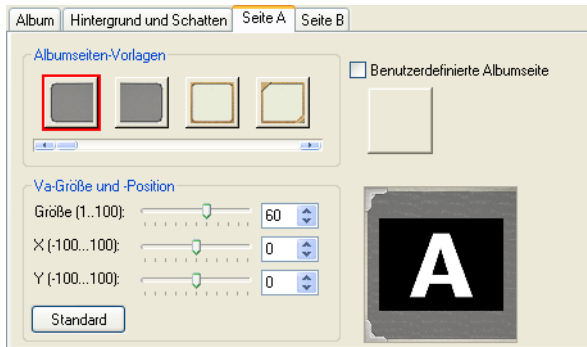 Album Hintergrund und Schatten Seite A Seite B
Albumseiten-Vorlagen
Benutzerdefinierte Albumseite
Va-Größe und -Position
Größe (1..100): 60
X (-100...100): 0
Y (-100...100): 0
Standard
A